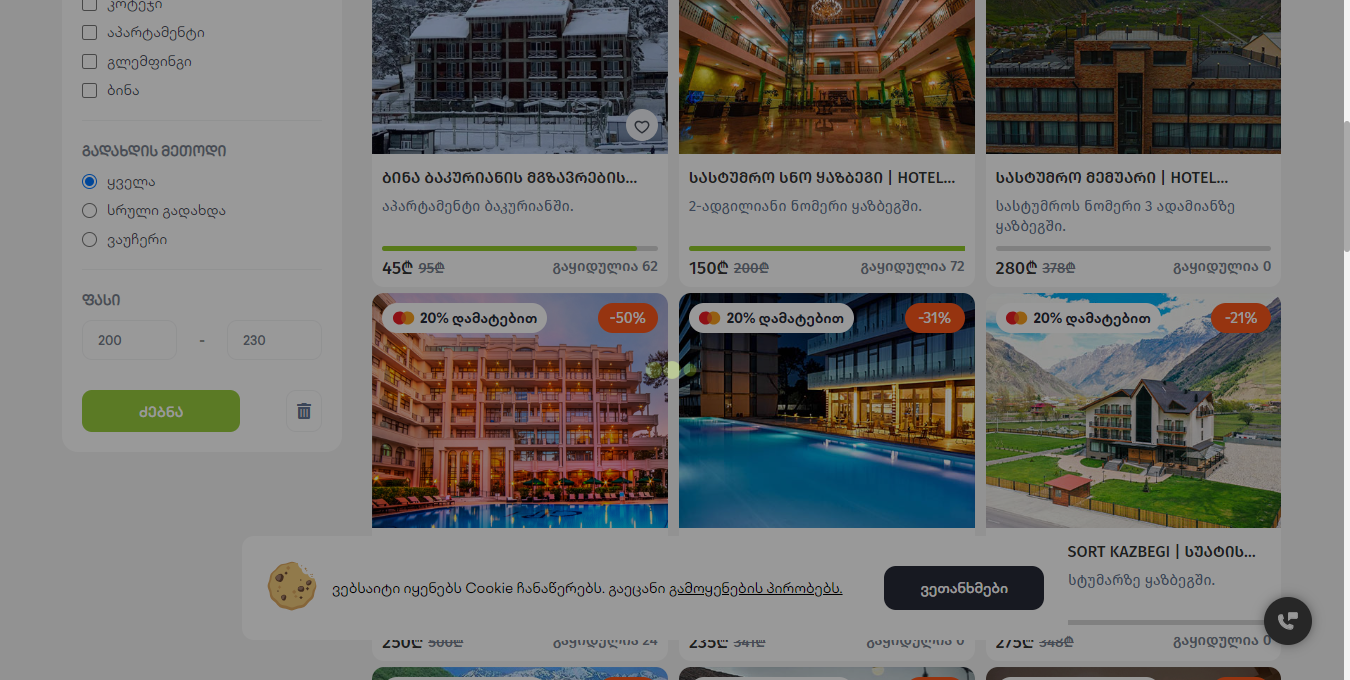 კოტეჯი
აპარტამენტი
გლემფინგი
ბინა
გადახდის მეთოდი
ყველა
სრული გადახდა
ვაუჩერი
ფასი
200 - 230
ძებნა
ბინა ბაკურიანის მგზავრების...
აპარტამენტი ბაკურიანში.
45₾ 95₾ გაყიდულია 62
სასტუმრო სნო ყაზბეგი | HOTEL...
2-ადგილიანი ნომერი ყაზბეგში.
150₾ 200₾ გაყიდულია 72
სასტუმრო მემუარი | HOTEL...
სასტუმროს ნომერი 3 ადამიანზე
ყაზბეგში.
280₾ 378₾ გაყიდულია 0
20% დამატებით -50%
20% დამატებით -31%
20% დამატებით -21%
SORT KAZBEGI | სუატის...
სტუმარზე ყაზბეგში.
ვებსაიტი იყენებს Cookie ჩანაწერებს. გაეცანი გამოყენების პირობებს.
ვეთანხმები
250₾ 500₾ გაყიდულია 24
235₾ 341₾ გაყიდულია 0
275₾ 348₾ გაყიდულია 0